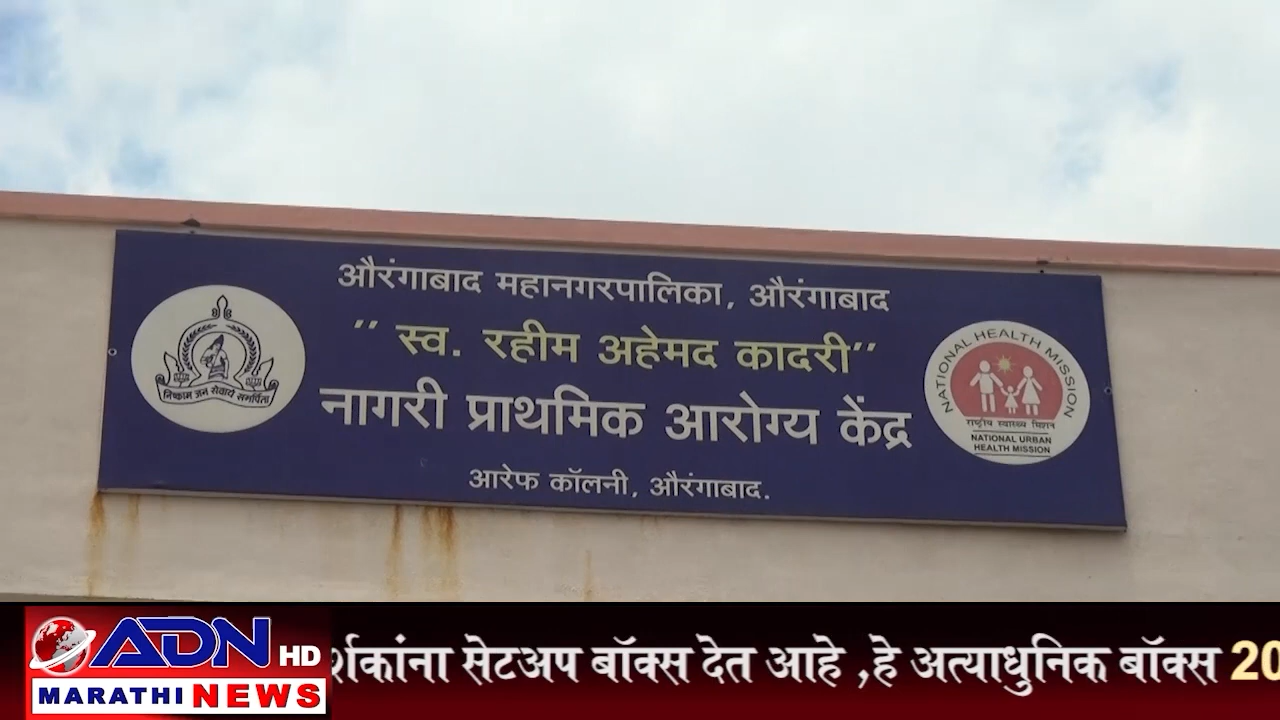 औरंगाबाद महानगरपालिका, औरंगाबाद
" स्व. रहीम अहेमद कादरी"
नागरी प्राथमिक आरोग्य केंद्र
आरेफ कॉलनी, औरंगाबाद.
निष्काम जन सेवाये समर्पिता
NATIONAL HEALTH MISSION
राष्ट्रीय स्वास्थ्य मिशन
NATIONAL URBAN
HEALTH MISSION
ADN HD
MARATHI NEWS
र्शकांना सेटअप बॉक्स देत आहे ,हे अत्याधुनिक बॉक्स 20